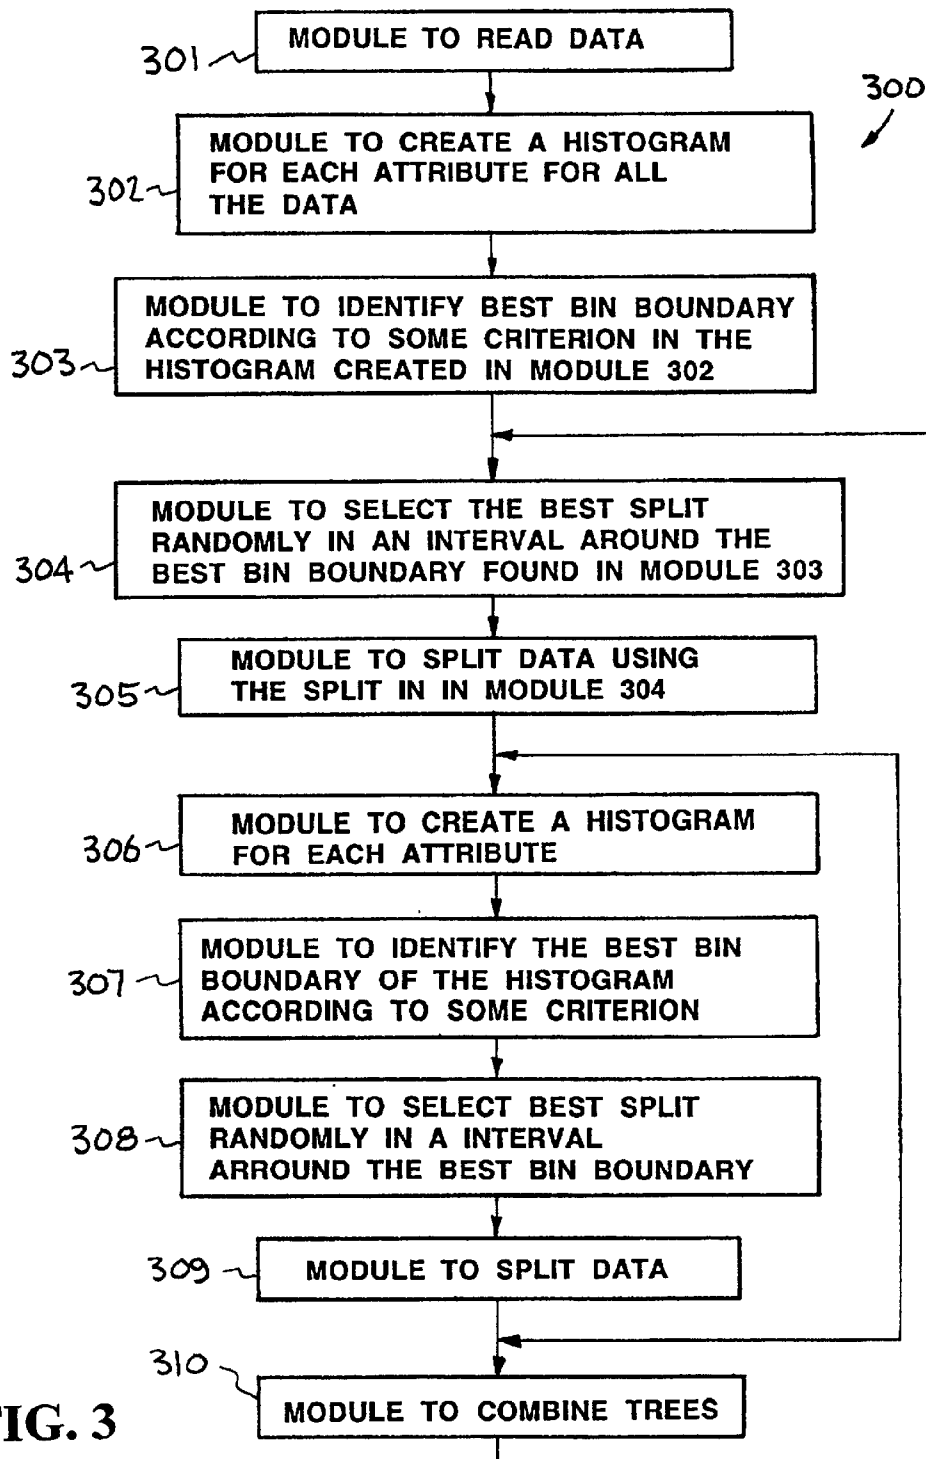 MODULE TO READ DATA
301
300
MODULE TO CREATE A HISTOGRAM
FOR EACH ATTRIBUTE FOR ALL
THE DATA
302
MODULE TO IDENTIFY BEST BIN BOUNDARY
ACCORDING TO SOME CRITERION IN THE
HISTOGRAM CREATED IN MODULE 302
303
MODULE TO SELECT THE BEST SPLIT
RANDOMLY IN AN INTERVAL AROUND THE
BEST BIN BOUNDARY FOUND IN MODULE 303
304
MODULE TO SPLIT DATA USING
THE SPLIT IN IN MODULE 304
305
MODULE TO CREATE A HISTOGRAM
FOR EACH ATTRIBUTE
306
MODULE TO IDENTIFY THE BEST BIN
BOUNDARY OF THE HISTOGRAM
ACCORDING TO SOME CRITERION
307
MODULE TO SELECT BEST SPLIT
RANDOMLY IN A INTERVAL
ARROUND THE BEST BIN BOUNDARY
308
MODULE TO SPLIT DATA
309
310
MODULE TO COMBINE TREES
IG. 3